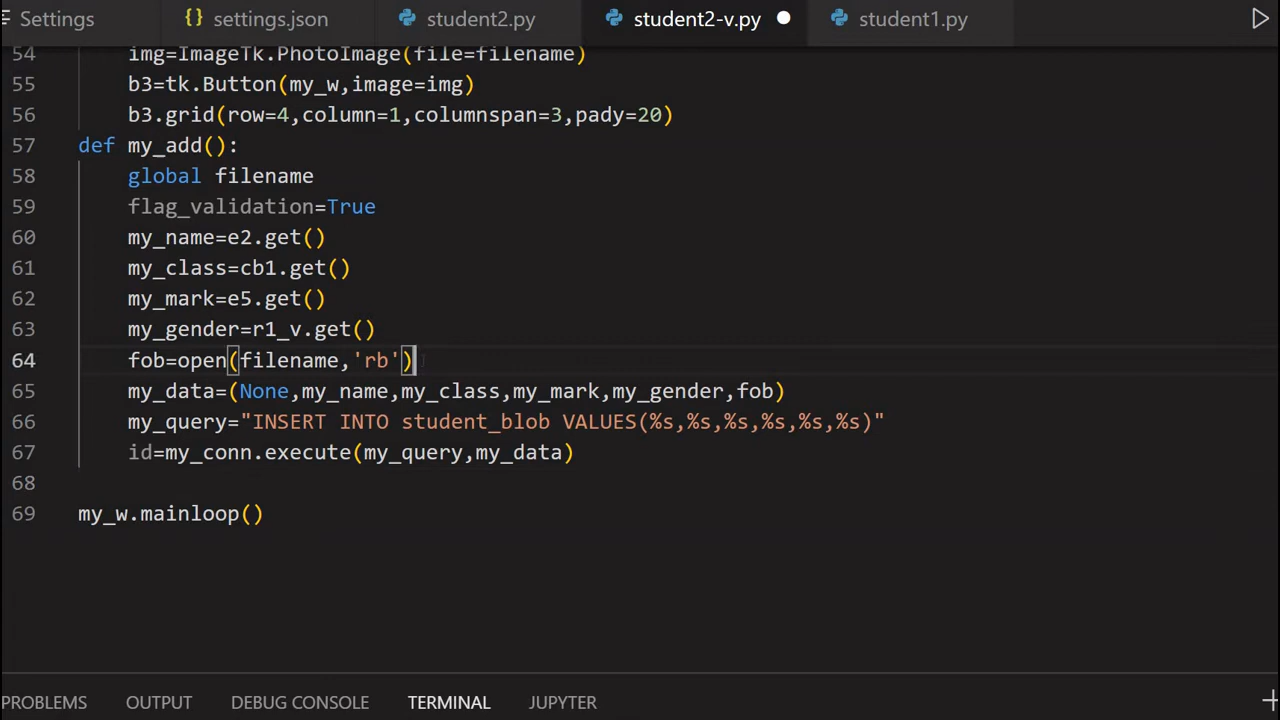 Settings
{} settings.json
student2.py
student2-v.py
student1.py
54 img=ImageTk.PhotoImage(file=filename)
55 b3=tk.Button(my_w,image=img)
56 b3.grid(row=4,column=1,columnspan=3,pady=20)
57 def my_add():
58 global filename
59 flag_validation=True
60 my_name=e2.get()
61 my_class=cb1.get()
62 my_mark=e5.get()
63 my_gender=r1_v.get()
64 fob=open(filename,'rb')
65 my_data=(None,my_name,my_class,my_mark,my_gender,fob)
66 my_query="INSERT INTO student_blob VALUES(%s,%s,%s,%s,%s,%s)"
67 id=my_conn.execute(my_query,my_data)
68
69 my_w.mainloop()
PROBLEMS OUTPUT DEBUG CONSOLE TERMINAL JUPYTER